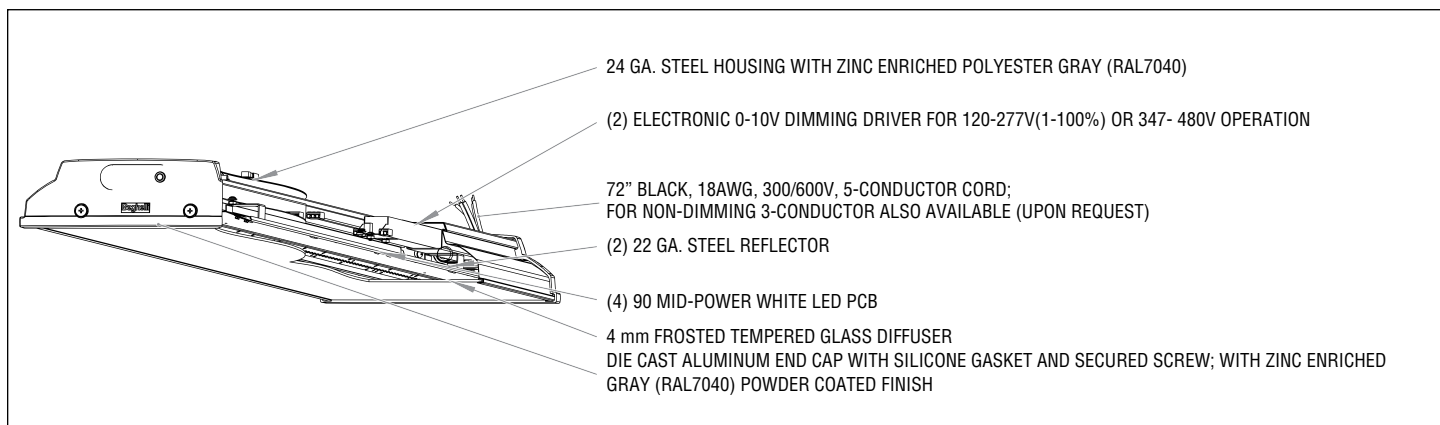 24 GA. STEEL HOUSING WITH ZINC ENRICHED POLYESTER GRAY (RAL7040)
(2) ELECTRONIC 0-10V DIMMING DRIVER FOR 120-277V(1-100%) OR 347- 480V OPERATION
72” BLACK, 18AWG, 300/600V, 5-CONDUCTOR CORD;
FOR NON-DIMMING 3-CONDUCTOR ALSO AVAILABLE (UPON REQUEST)
(2) 22 GA. STEEL REFLECTOR
(4) 90 MID-POWER WHITE LED PCB
4 mm FROSTED TEMPERED GLASS DIFFUSER
DIE CAST ALUMINUM END CAP WITH SILICONE GASKET AND SECURED SCREW; WITH ZINC ENRICHED
GRAY (RAL7040) POWDER COATED FINISH
Beghelli